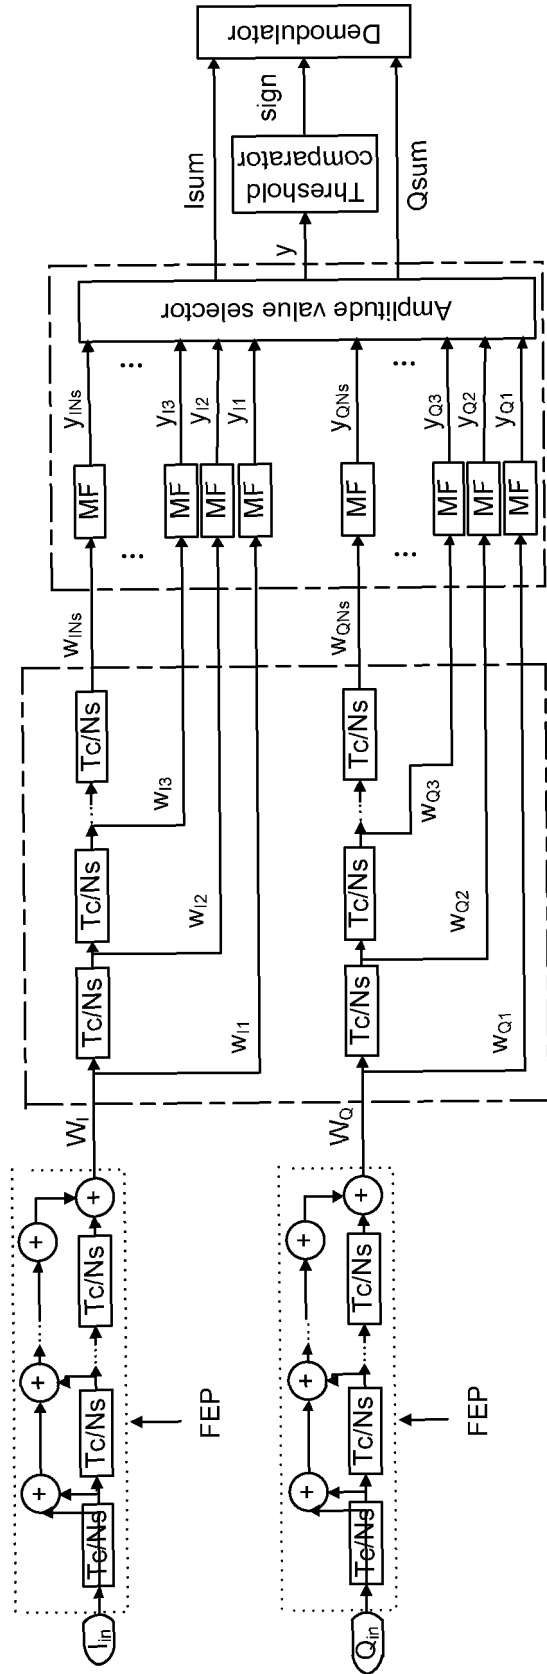 I_in
Tc/Ns
Tc/Ns
Tc/Ns
+
+
+
+
FEP
W_I
Tc/Ns
Tc/Ns
Tc/Ns
w_I1
w_I2
w_I3
w_INs
MF
MF
MF
MF
...
y_INs
y_I3
y_I2
y_I1
...
Q_in
Tc/Ns
Tc/Ns
Tc/Ns
+
+
+
+
FEP
W_Q
Tc/Ns
Tc/Ns
Tc/Ns
w_Q1
w_Q2
w_Q3
w_QNs
MF
MF
MF
MF
...
y_QNs
y_Q3
y_Q2
y_Q1
...
Amplitude value selector
Isum
y
Qsum
Threshold
comparator
sign
Demodulator